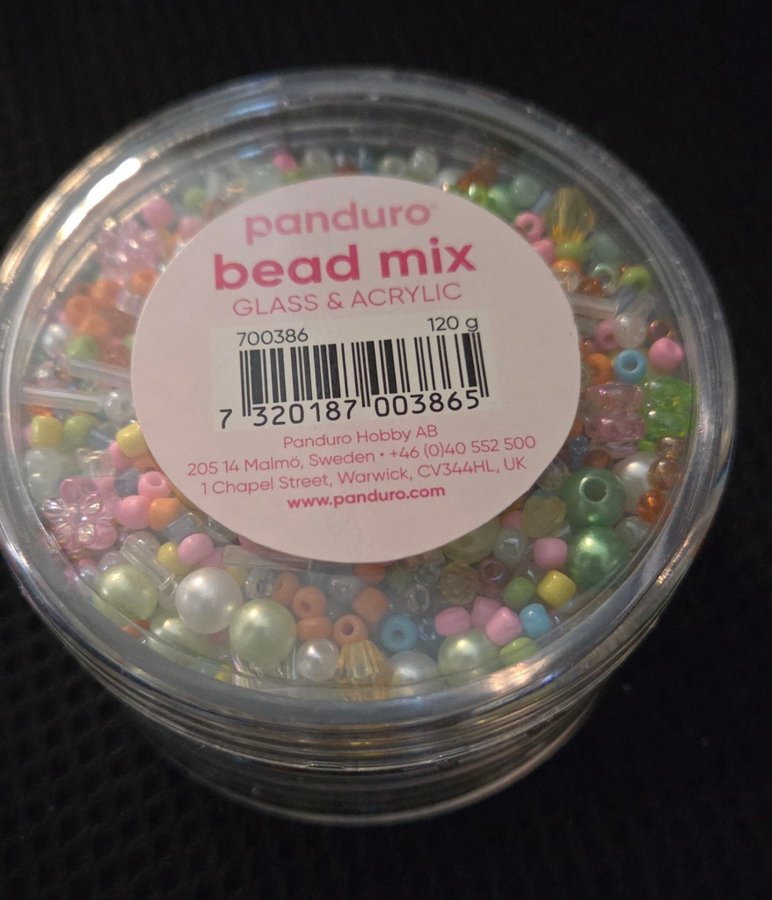 panduro
bead mix
GLASS & ACRYLIC
700386 120 g
7 320187 003865
Panduro Hobby AB
205 14 Malmö, Sweden • +46 (0)40 552 500
1 Chapel Street, Warwick, CV344HL, UK
www.panduro.com